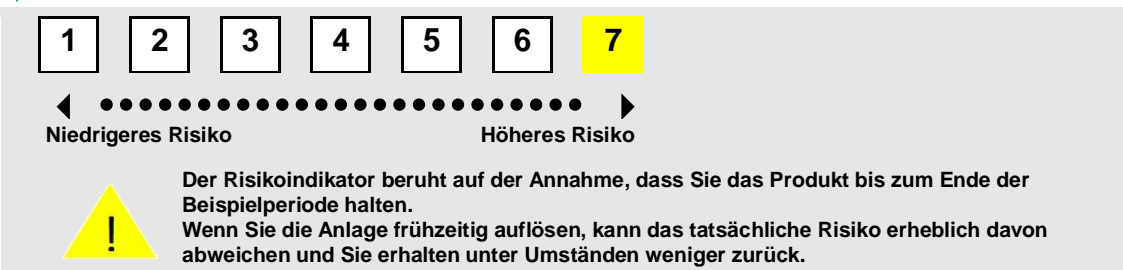 1 2 3 4 5 6 7
Niedrigeres Risiko Höheres Risiko
Der Risikoindikator beruht auf der Annahme, dass Sie das Produkt bis zum Ende der
Beispielperiode halten.
Wenn Sie die Anlage frühzeitig auflösen, kann das tatsächliche Risiko erheblich davon
abweichen und Sie erhalten unter Umständen weniger zurück.
!